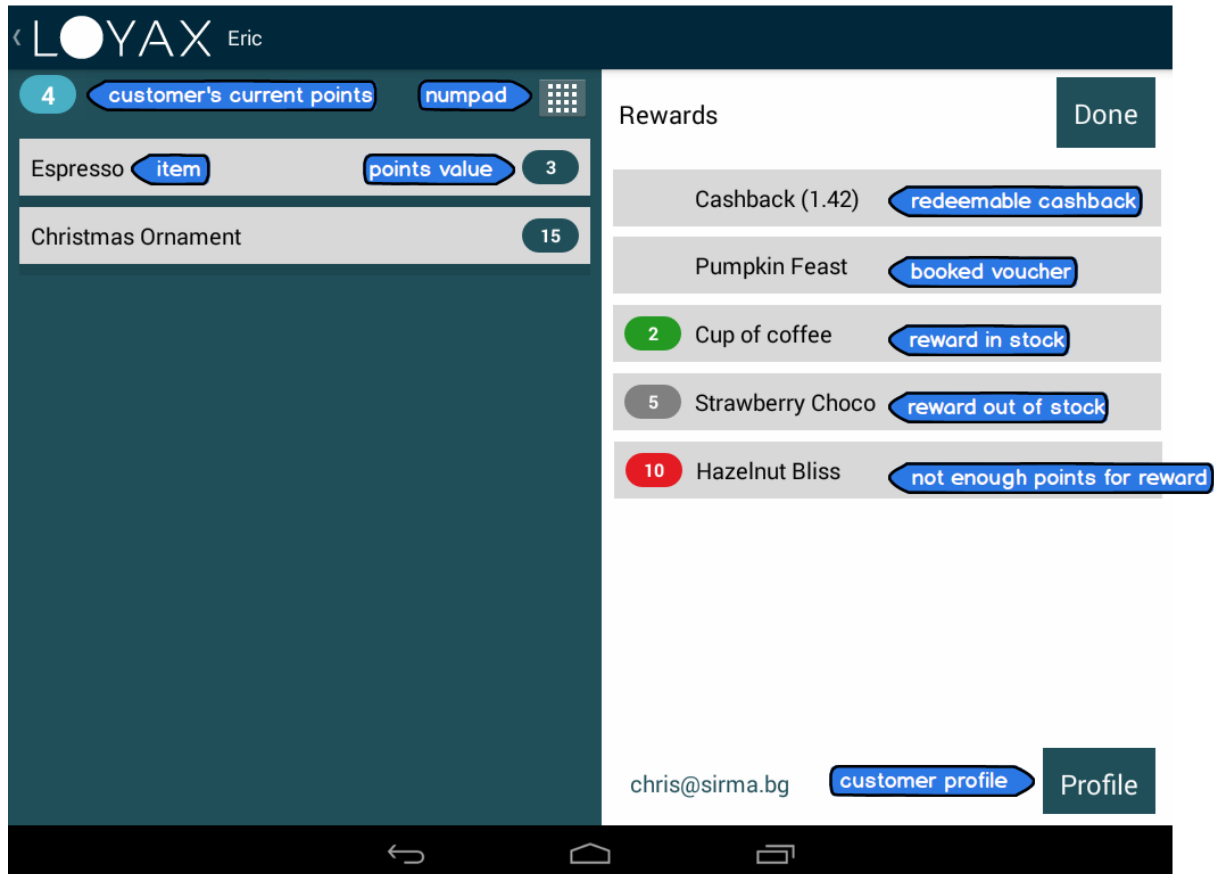 LOYAX Eric
4 customer's current points numpad
Espresso item points value 3
Christmas Ornament 15
Rewards Done
Cashback (1.42) redeemable cashback
Pumpkin Feast booked voucher
2 Cup of coffee reward in stock
5 Strawberry Choco reward out of stock
10 Hazelnut Bliss not enough points for reward
chris@sirma.bg customer profile Profile